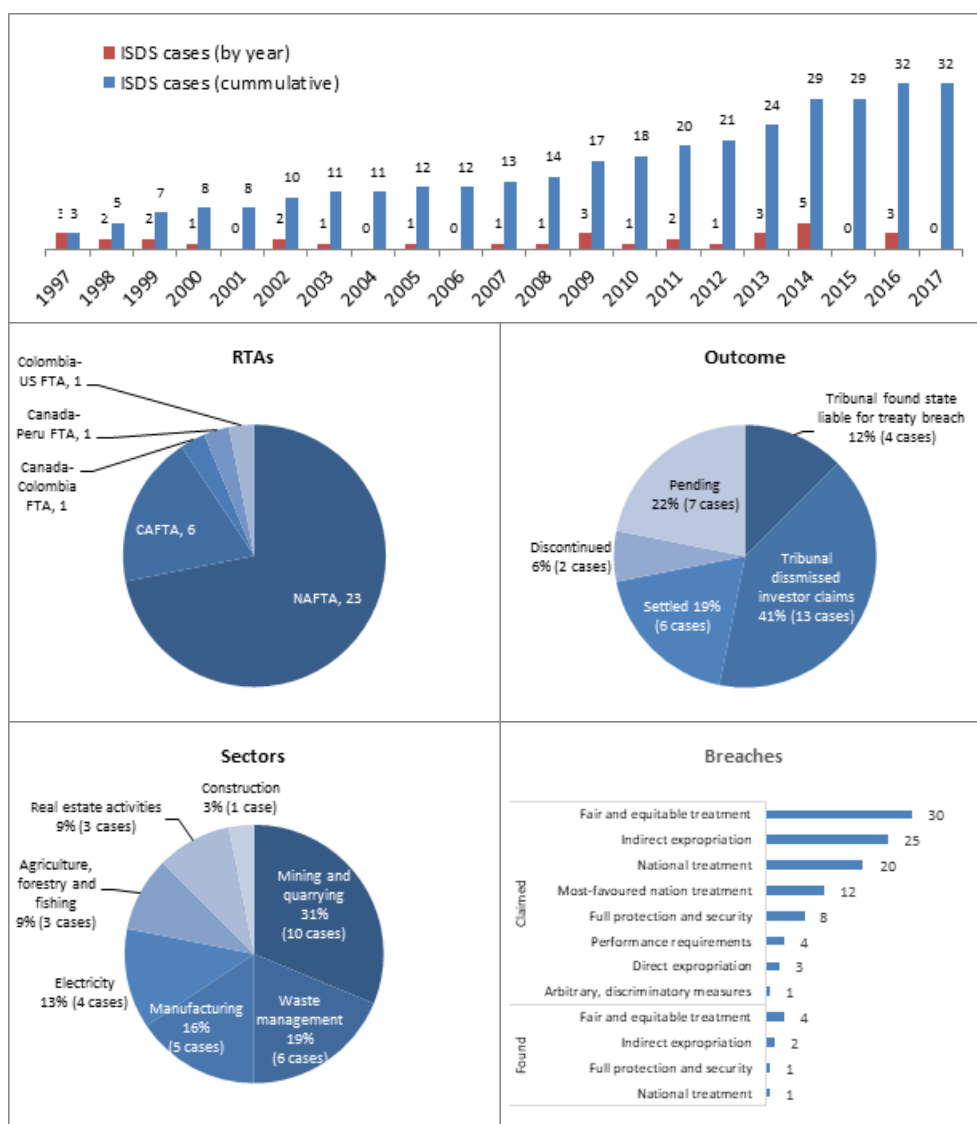 ISDS cases (by year)
ISDS cases (cummulative)
3 3 2 5 2 7 1 8 0 8 2 10 1 11 0 11 1 12 0 12 1 13 1 14 3 17 1 18 2 20 1 21 3 24 5 29 0 29 3 32 0 32
1997 1998 1999 2000 2001 2002 2003 2004 2005 2006 2007 2008 2009 2010 2011 2012 2013 2014 2015 2016 2017
RTAs
Colombia-
US FTA, 1
Canada-
Peru FTA, 1
Canada-
Colombia
FTA, 1
CAFTA, 6
NAFTA, 23
Outcome
Tribunal found state
liable for treaty breach
12% (4 cases)
Pending
22% (7 cases)
Discontinued
6% (2 cases)
Settled 19%
(6 cases)
Tribunal
dissmissed
investor claims
41% (13 cases)
Sectors
Construction
3% (1 case)
Real estate activities
9% (3 cases)
Agriculture,
forestry and
fishing
9% (3 cases)
Electricity
13% (4 cases)
Manufacturing
16%
(5 cases)
Waste
management
19%
(6 cases)
Mining and
quarrying
31%
(10 cases)
Breaches
Claimed
Fair and equitable treatment 30
Indirect expropriation 25
National treatment 20
Most-favoured nation treatment 12
Full protection and security 8
Performance requirements 4
Direct expropriation 3
Arbitrary, discriminatory measures 1
Found
Fair and equitable treatment 4
Indirect expropriation 2
Full protection and security 1
National treatment 1